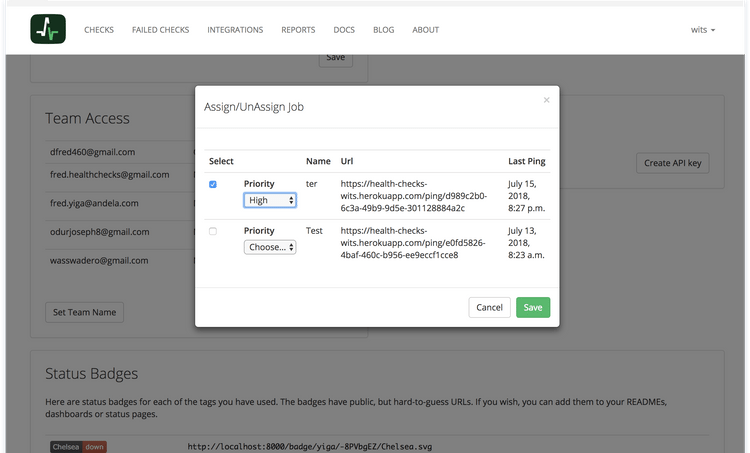 CHECKS FAILED CHECKS INTEGRATIONS REPORTS DOCS BLOG ABOUT wits
Save
Team Access
dfred460@gmail.com
fred.healthchecks@gmail.com
fred.yiga@andela.com
odurjoseph8@gmail.com
wasswadero@gmail.com
Set Team Name
Create API key
Assign/UnAssign Job
×
Select Name Url Last Ping
Priority ter https://health-checks- July 15,
High wits.herokuapp.com/ping/d989c2b0- 2018,
6c3a-49b9-9d5e-301128884a2c 8:27 p.m.
Priority Test https://health-checks- July 13,
Choose... wits.herokuapp.com/ping/e0fd5826- 2018,
4baf-460c-b956-ee9eccf1cce8 8:23 a.m.
Cancel Save
Status Badges
Here are status badges for each of the tags you have used. The badges have public, but hard-to-guess URLs. If you wish, you can add them to your READMEs,
dashboards or status pages.
Chelsea down http://localhost:8000/badge/yiga/-8PVbgEZ/Chelsea.svg